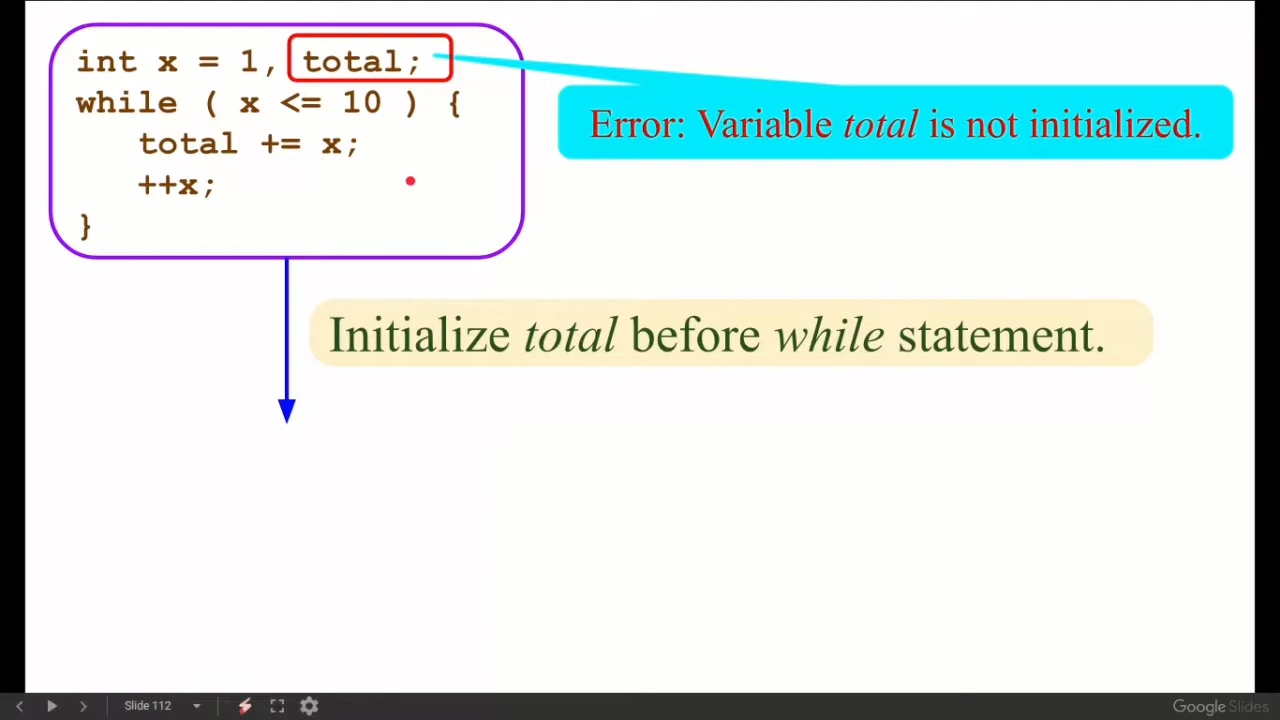 int x = 1, total;
while ( x <= 10 ) {
total += x;
++x;
}
Error: Variable total is not initialized.
Initialize total before while statement.
Slide 112
Google Slides